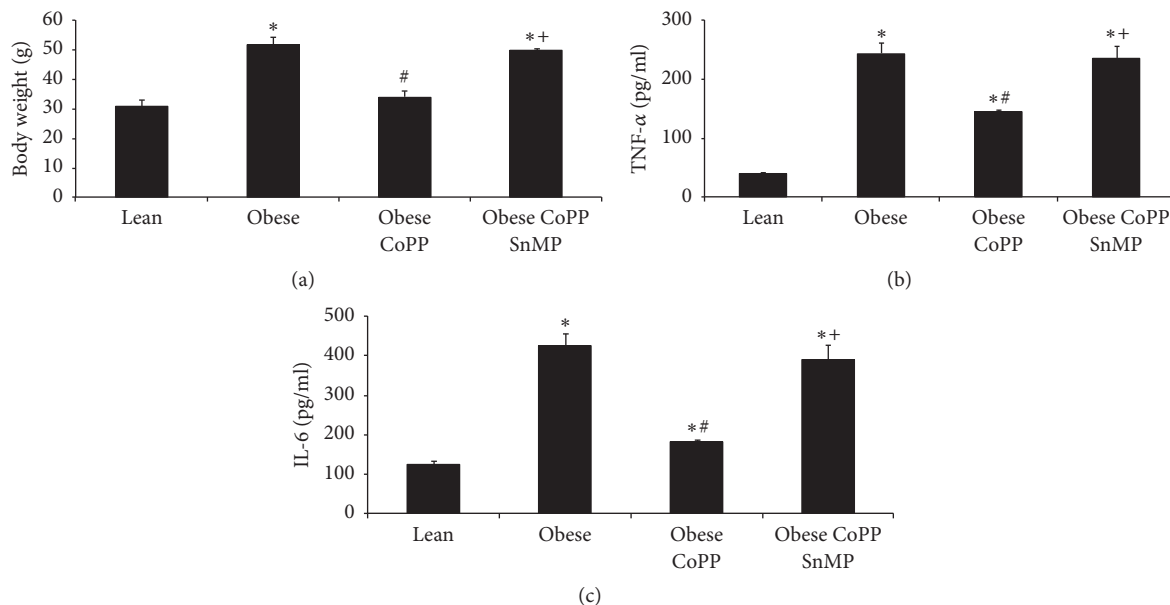 Body weight (g)
60
50
40
30
20
10
0
*
#
*+
Lean
Obese
Obese
CoPP
Obese CoPP
SnMP
(a)
TNF-α (pg/ml)
300
200
100
0
*
*#
*+
Lean
Obese
Obese
CoPP
Obese CoPP
SnMP
(b)
IL-6 (pg/ml)
500
400
300
200
100
0
*
*#
*+
Lean
Obese
Obese
CoPP
Obese CoPP
SnMP
(c)